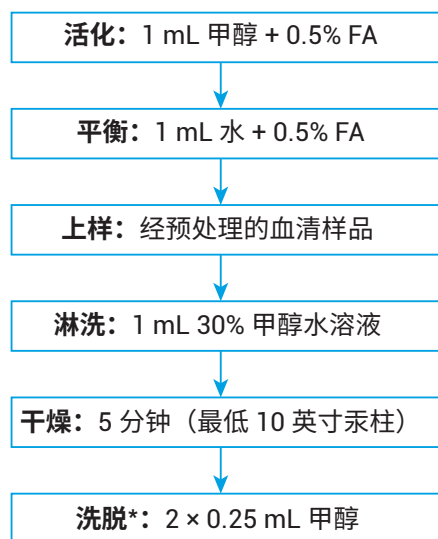 活化：1 mL 甲醇 + 0.5% FA
平衡：1 mL 水 + 0.5% FA
上样：经预处理的血清样品
淋洗：1 mL 30% 甲醇水溶液
干燥：5 分钟（最低 10 英寸汞柱）
洗脱*：2 × 0.25 mL 甲醇